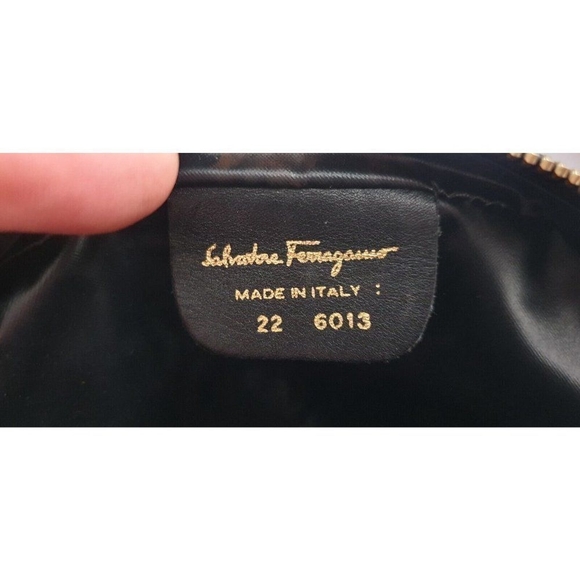 Salvatore Ferragamo
MADE IN ITALY :
22 6013